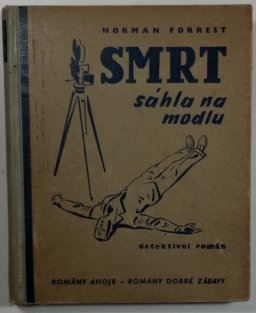 NORMAN FORREST
SMRT
sáhla na
modlu
detektivní román
ROMÁNY AHOJE – ROMÁNY DOBRÉ ZÁBAVY